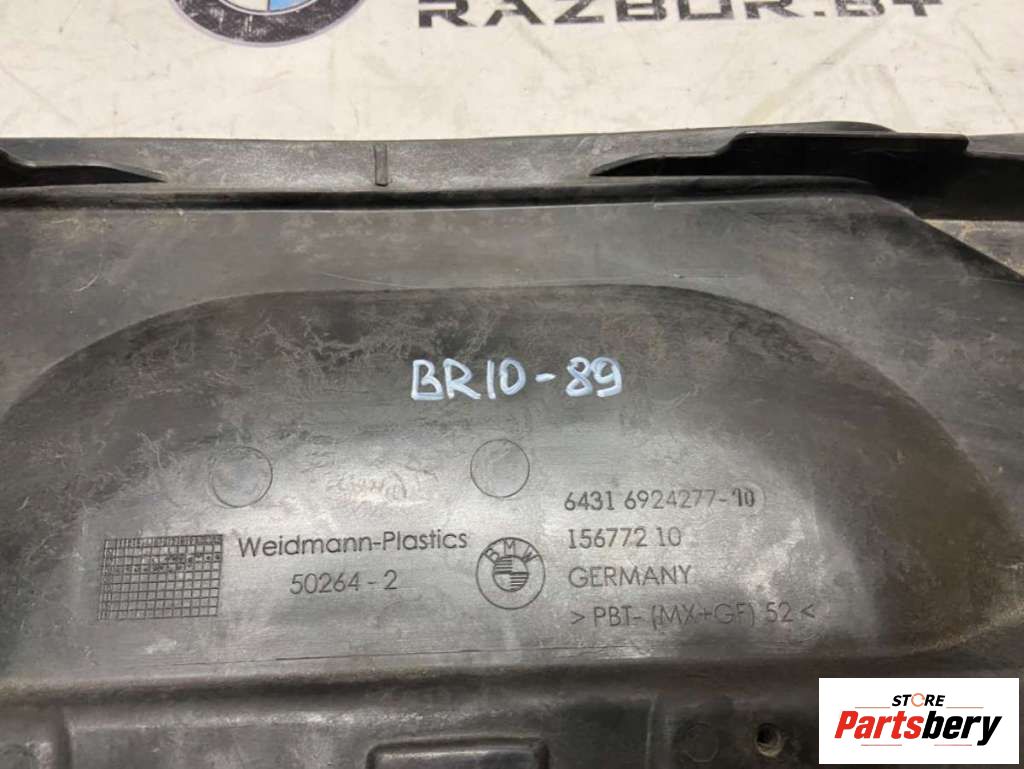 RAZBOR.BY
BR10-89
6431 6924277-10
Weidmann-Plastics
156772 10
50264-2
BMW
GERMANY
> PBT- (MX+GF) 52 <
STORE
Partsbery